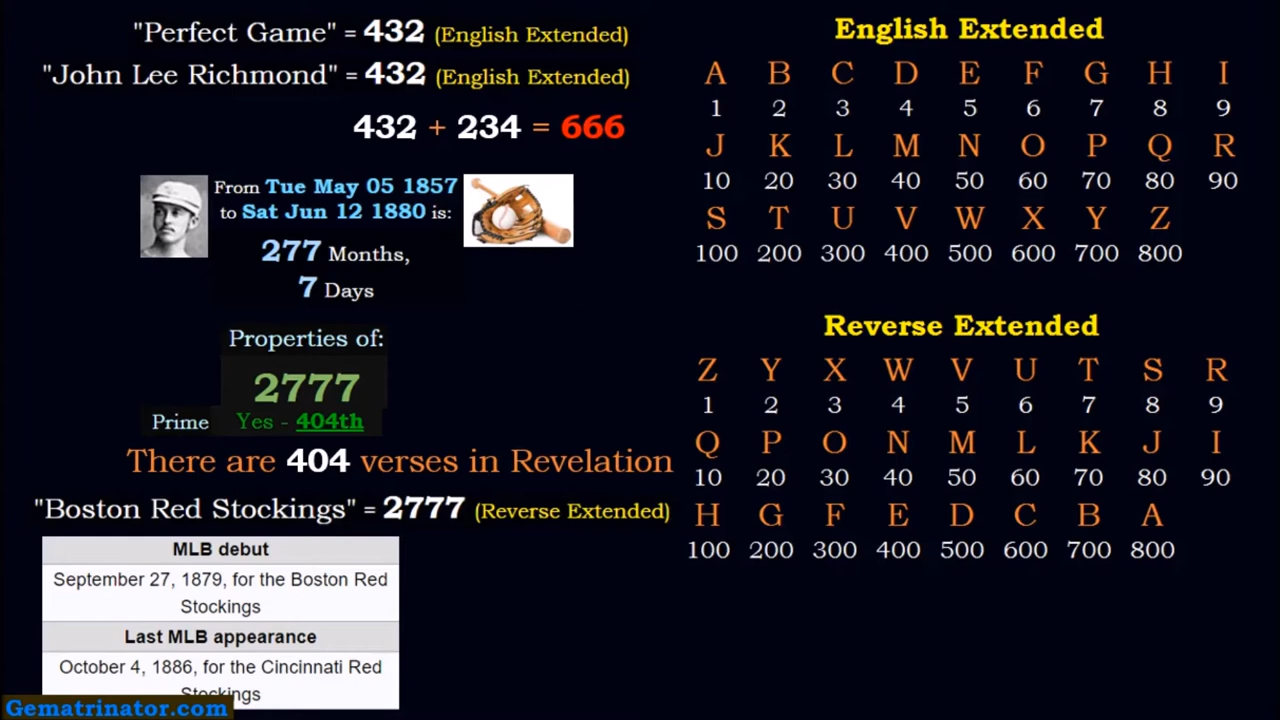 "Perfect Game" = 432 (English Extended)
"John Lee Richmond" = 432 (English Extended)
432 + 234 = 666
From Tue May 05 1857
to Sat Jun 12 1880 is:
277 Months,
7 Days
Properties of:
2777
Prime Yes - 404th
There are 404 verses in Revelation
"Boston Red Stockings" = 2777 (Reverse Extended)
MLB debut
September 27, 1879, for the Boston Red
Stockings
Last MLB appearance
October 4, 1886, for the Cincinnati Red
Stockings
Gematrinator.com
English Extended
A B C D E F G H I
1 2 3 4 5 6 7 8 9
J K L M N O P Q R
10 20 30 40 50 60 70 80 90
S T U V W X Y Z
100 200 300 400 500 600 700 800
Reverse Extended
Z Y X W V U T S R
1 2 3 4 5 6 7 8 9
Q P O N M L K J I
10 20 30 40 50 60 70 80 90
H G F E D C B A
100 200 300 400 500 600 700 800